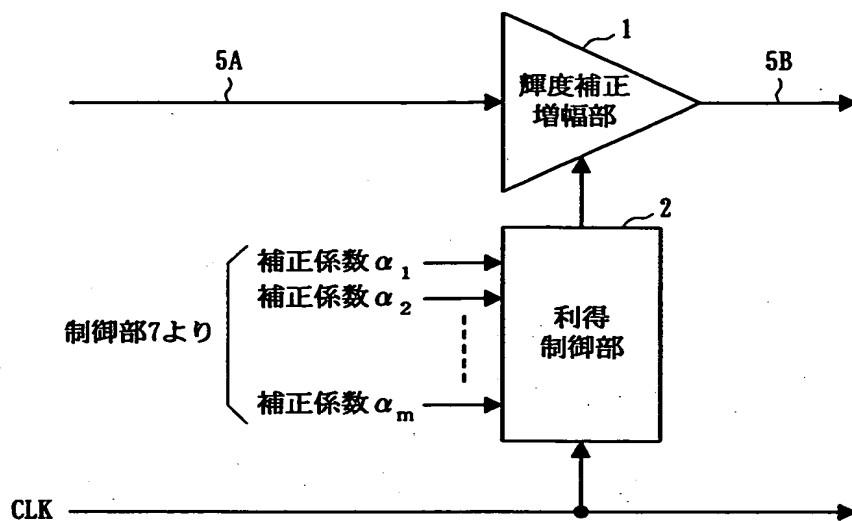 5A
1
5B
輝度補正
増幅部
2
補正係数α1
補正係数α2
制御部7より
補正係数αm
利得
制御部
CLK